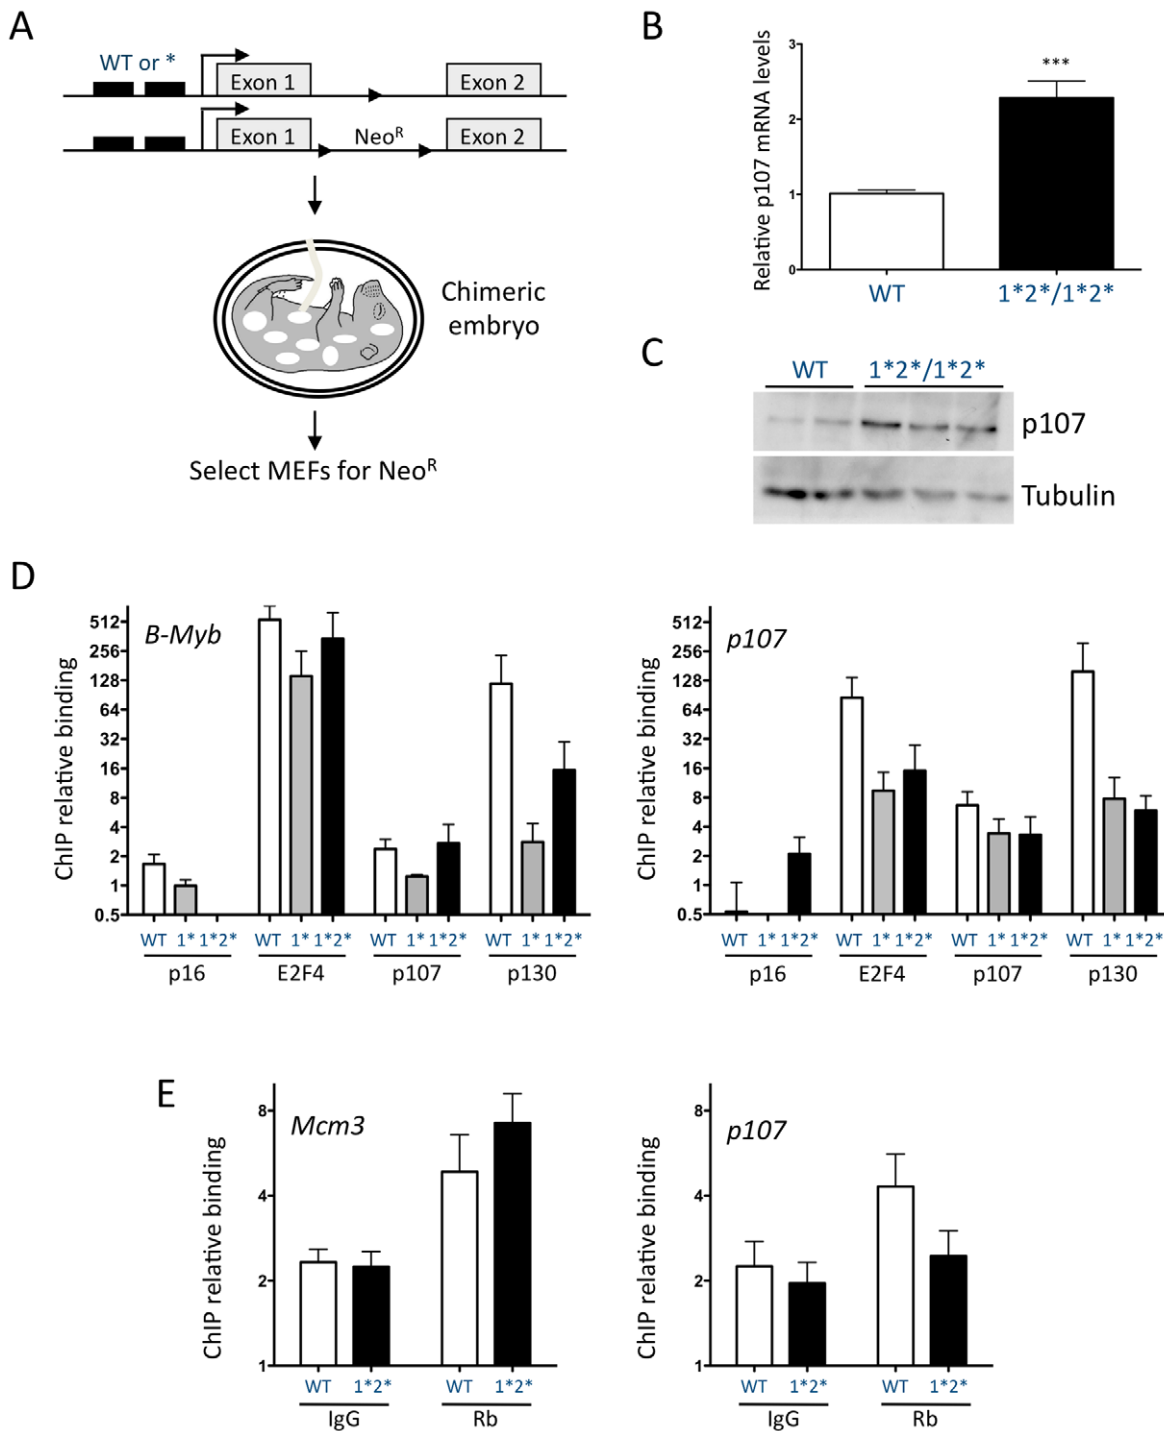 A
WT or *
Exon 1
Exon 2
Exon 1
Neo^R
Exon 2
Chimeric
embryo
Select MEFs for Neo^R
B
Relative p107 mRNA levels
3
2
1
0
***
WT
1*2*/1*2*
C
WT
1*2*/1*2*
p107
Tubulin
D
B-Myb
ChIP relative binding
512
256
128
64
32
16
8
4
2
1
0.5
WT 1* 1*2* WT 1* 1*2* WT 1* 1*2* WT 1* 1*2*
p16 E2F4 p107 p130
p107
ChIP relative binding
512
256
128
64
32
16
8
4
2
1
0.5
WT 1* 1*2* WT 1* 1*2* WT 1* 1*2* WT 1* 1*2*
p16 E2F4 p107 p130
E
Mcm3
ChIP relative binding
8
4
2
1
WT 1*2* WT 1*2*
IgG Rb
p107
ChIP relative binding
8
4
2
1
WT 1*2* WT 1*2*
IgG Rb